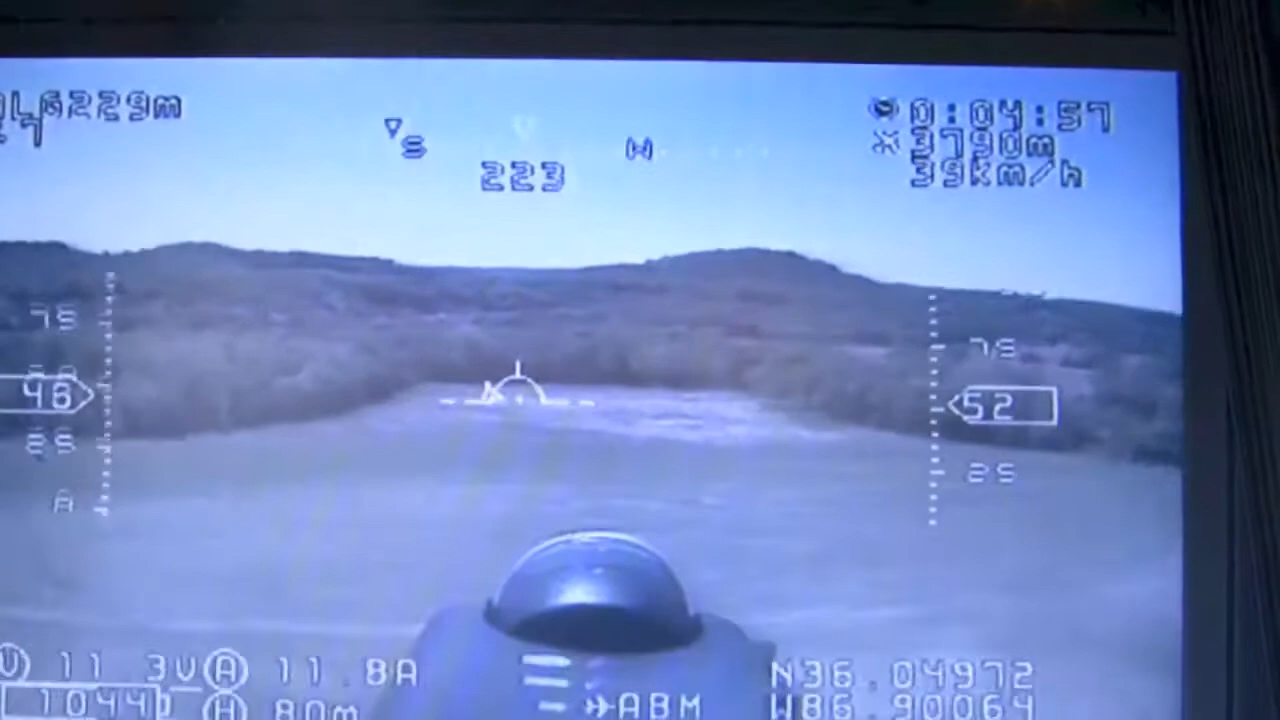 6229m
0:04:57
3790m
39km/h
S
W
223
75
75
46
52
25
A
11.3V A 11.8A
N36.04972
1044
H 80m
ABM
W86.90064